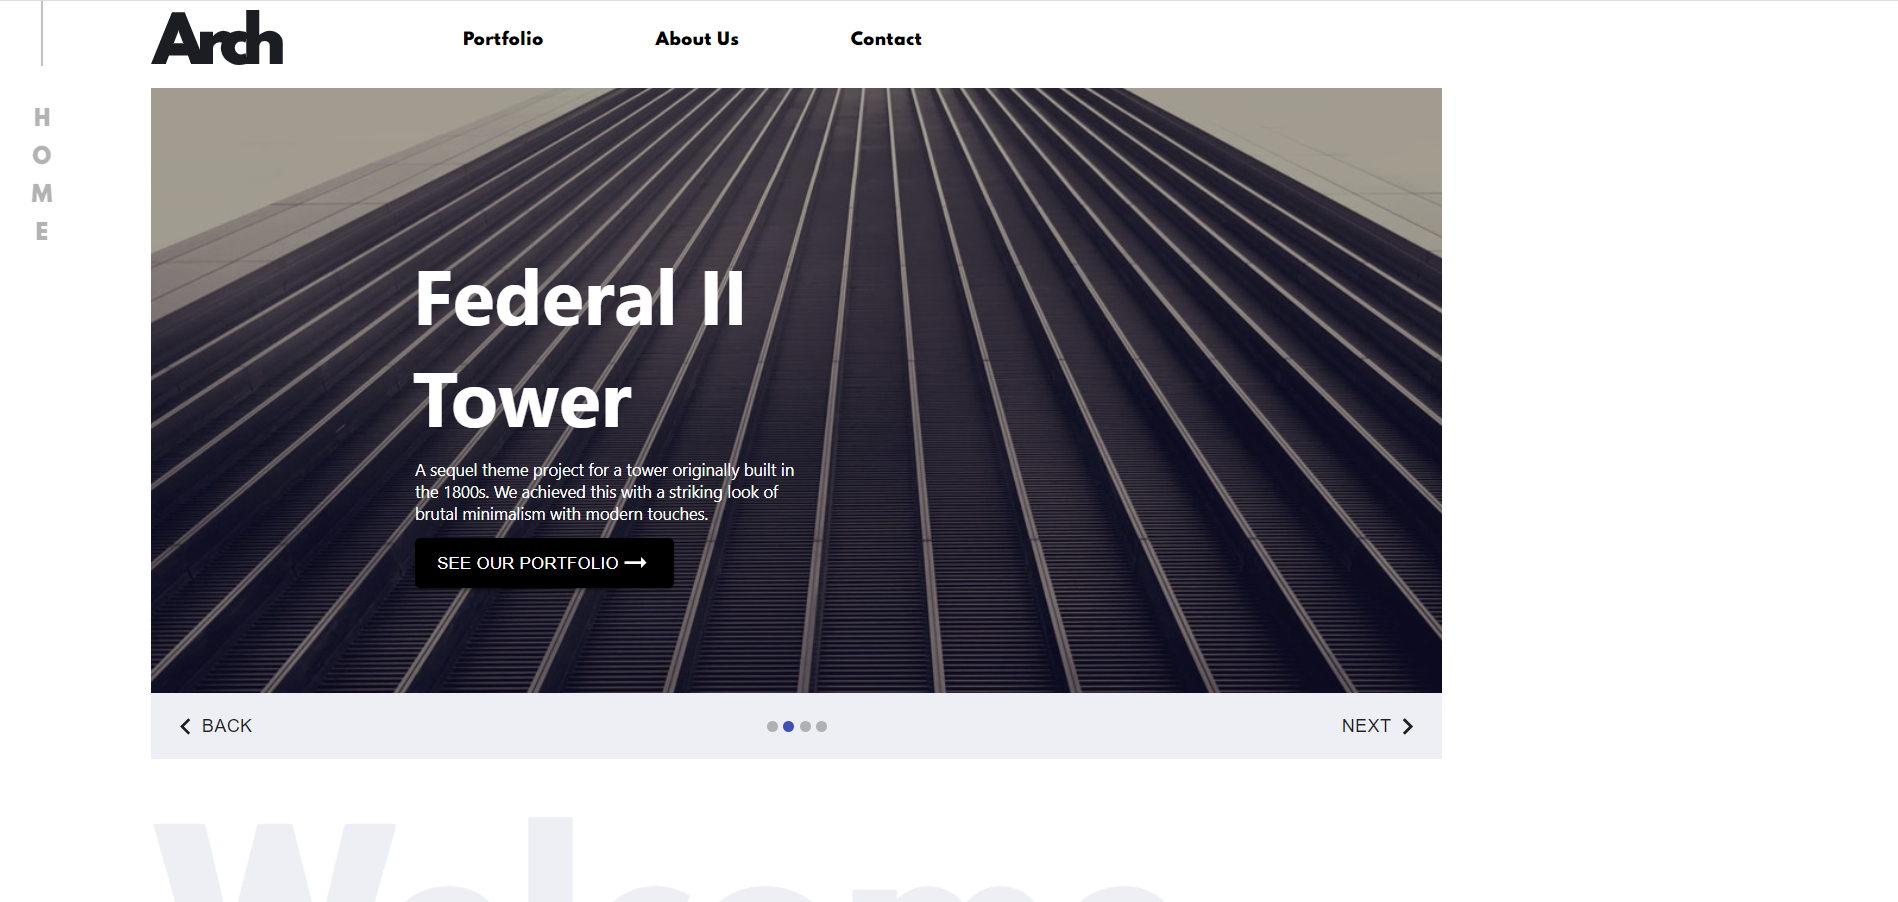 Arch
Portfolio
About Us
Contact
H
O
M
E
Federal II
Tower
A sequel theme project for a tower originally built in
the 1800s. We achieved this with a striking look of
brutal minimalism with modern touches.
SEE OUR PORTFOLIO
BACK
NEXT
Welcome